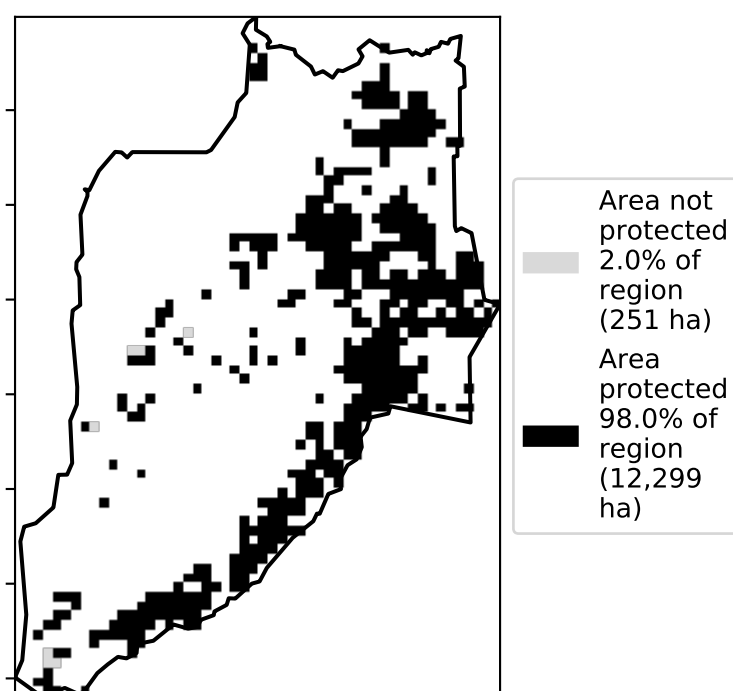 Area not
protected
2.0% of
region
(251 ha)
Area
protected
98.0% of
region
(12,299
ha)